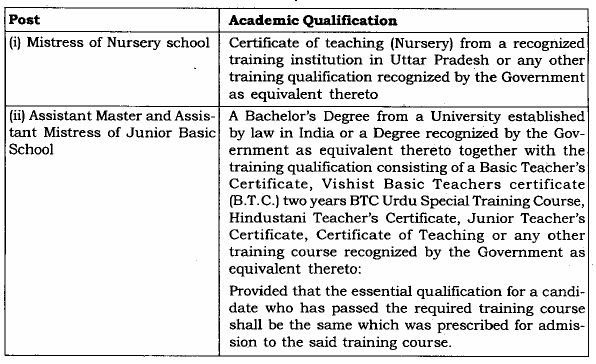 Post
Academic Qualification
(i) Mistress of Nursery school
Certificate of teaching (Nursery) from a recognized
training institution in Uttar Pradesh or any other
training qualification recognized by the Government
as equivalent thereto
(ii) Assistant Master and Assis-
tant Mistress of Junior Basic
School
A Bachelor's Degree from a University established
by law in India or a Degree recognized by the Gov-
ernment as equivalent thereto together with the
training qualification consisting of a Basic Teacher's
Certificate, Vishist Basic Teachers certificate
(B.T.C.) two years BTC Urdu Special Training Course,
Hindustani Teacher's Certificate, Junior Teacher's
Certificate, Certificate of Teaching or any other
training course recognized by the Government as
equivalent thereto:
Provided that the essential qualification for a candi-
date who has passed the required training course
shall be the same which was prescribed for admis-
sion to the said training course.